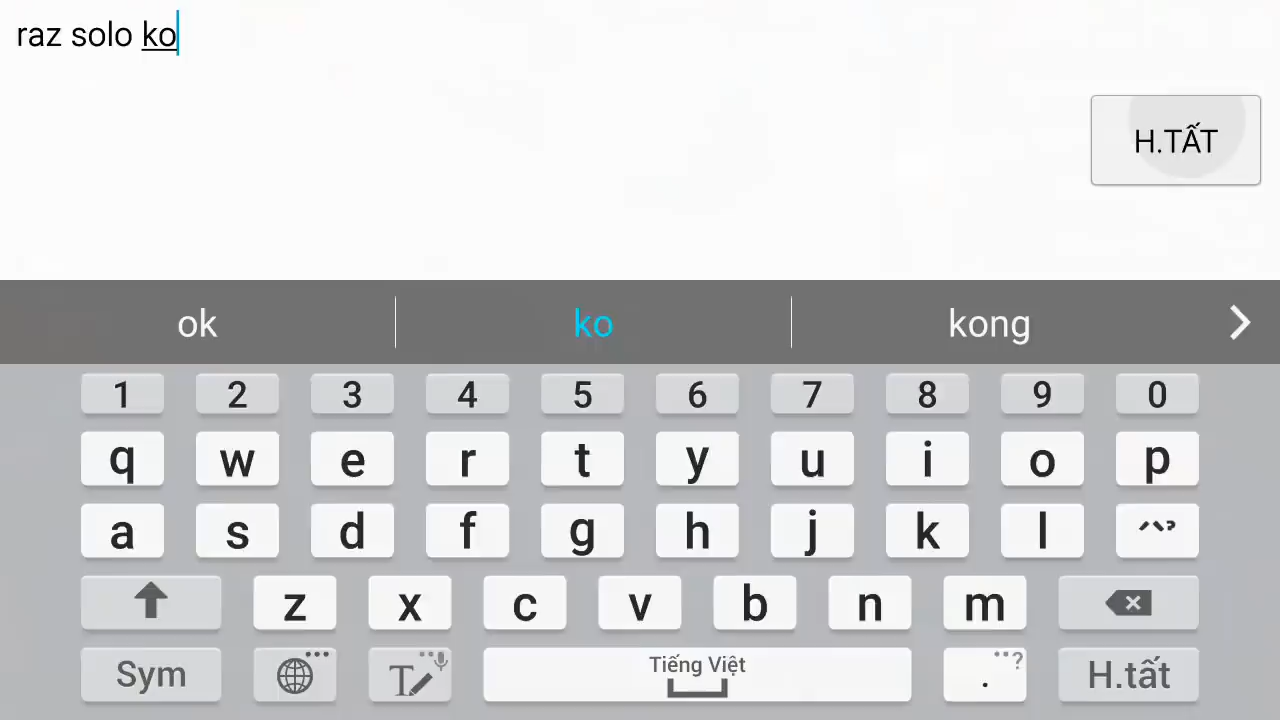 raz solo ko
H.TẤT
ok ko kong
1 2 3 4 5 6 7 8 9 0
q w e r t y u i o p
a s d f g h j k l ^~?
z x c v b n m
Sym T Tiếng Việt . ? H.tất